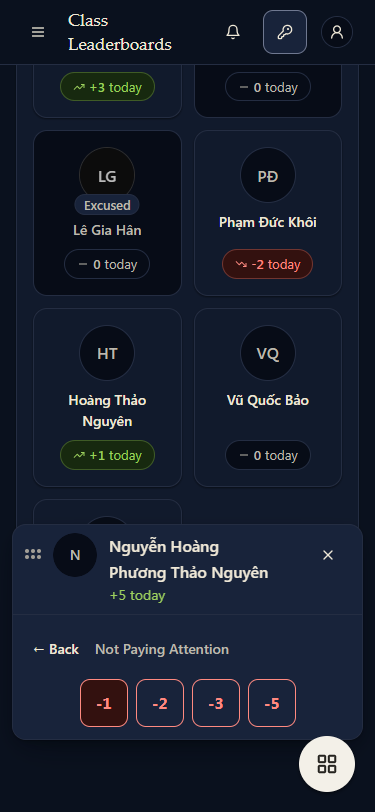 Class
Leaderboards
+3 today
0 today
LG
Excused
Lê Gia Hân
0 today
PĐ
Phạm Đức Khôi
-2 today
HT
Hoàng Thảo
Nguyên
+1 today
VQ
Vũ Quốc Bảo
0 today
N
Nguyễn Hoàng
Phương Thảo Nguyên
+5 today
← Back Not Paying Attention
-1 -2 -3 -5